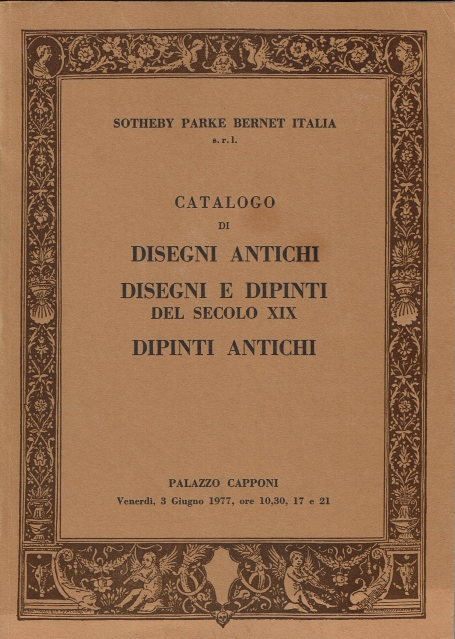 SOTHEBY PARKE BERNET ITALIA
s. r. l.
CATALOGO
DI
DISEGNI ANTICHI
DISEGNI E DIPINTI
DEL SECOLO XIX
DIPINTI ANTICHI
PALAZZO CAPPONI
Venerdì, 3 Giugno 1977, ore 10,30, 17 e 21